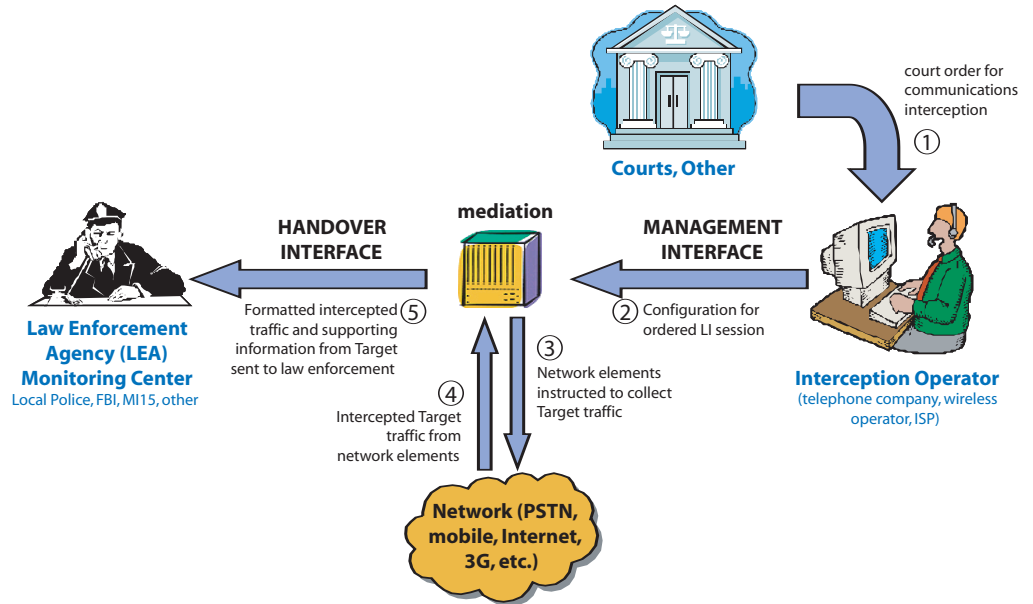 court order for
communications
interception
①
Courts, Other
mediation
HANDOVER
INTERFACE
MANAGEMENT
INTERFACE
Formatted intercepted
traffic and supporting
information from Target
sent to law enforcement
⑤
② Configuration for
ordered LI session
Law Enforcement
Agency (LEA)
Monitoring Center
Local Police, FBI, MI15, other
③
Network elements
instructed to collect
Target traffic
④
Intercepted Target
traffic from
network elements
Interception Operator
(telephone company, wireless
operator, ISP)
Network (PSTN,
mobile, Internet,
3G, etc.)